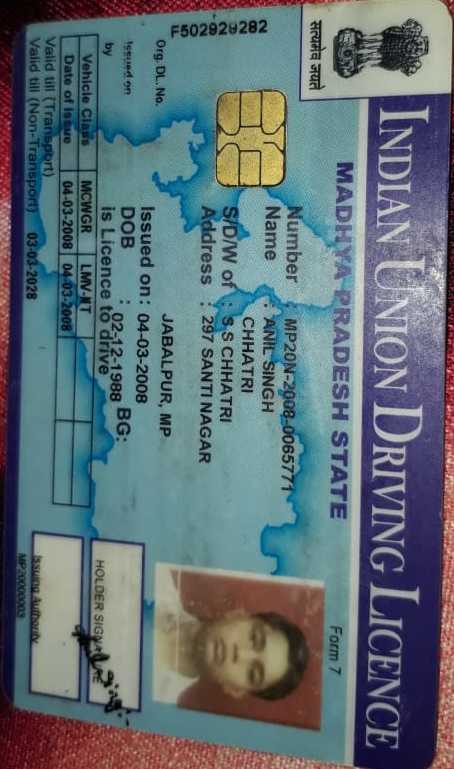 INDIAN UNION DRIVING LICENCE
MADHYA PRADESH STATE
सत्यमेव जयते
Form 7
F502929282
Number : MP20N-2008-0065771
Name : ANIL SINGH
CHHATRI
S/D/W of : S.S CHHATRI
Address : 297 SANTI NAGAR
JABALPUR, MP
Issued on : 04-03-2008
DOB : 02-12-1988 BG:
is Licence to drive
Org. DL. No.
Issued on
by
Vehicle Class MCWGR LMV-NT
Date of Issue 04-03-2008 04-03-2008
Valid till (Transport)
Valid till (Non-Transport) 03-03-2028
HOLDER SIGNATURE
Issuing Authority
MP20000003